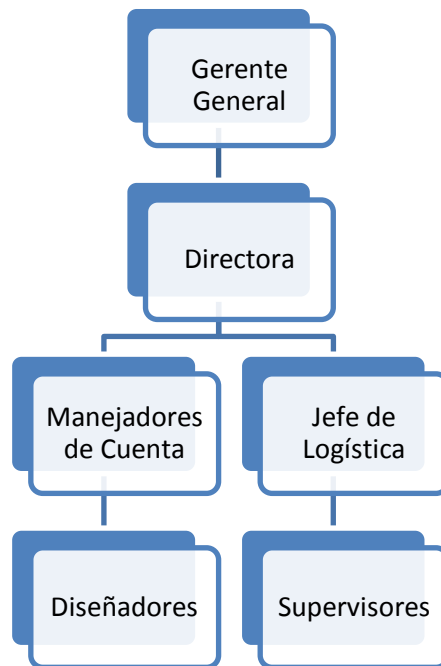 Gerente
General
Directora
Manejadores
de Cuenta
Jefe de
Logística
Diseñadores
Supervisores